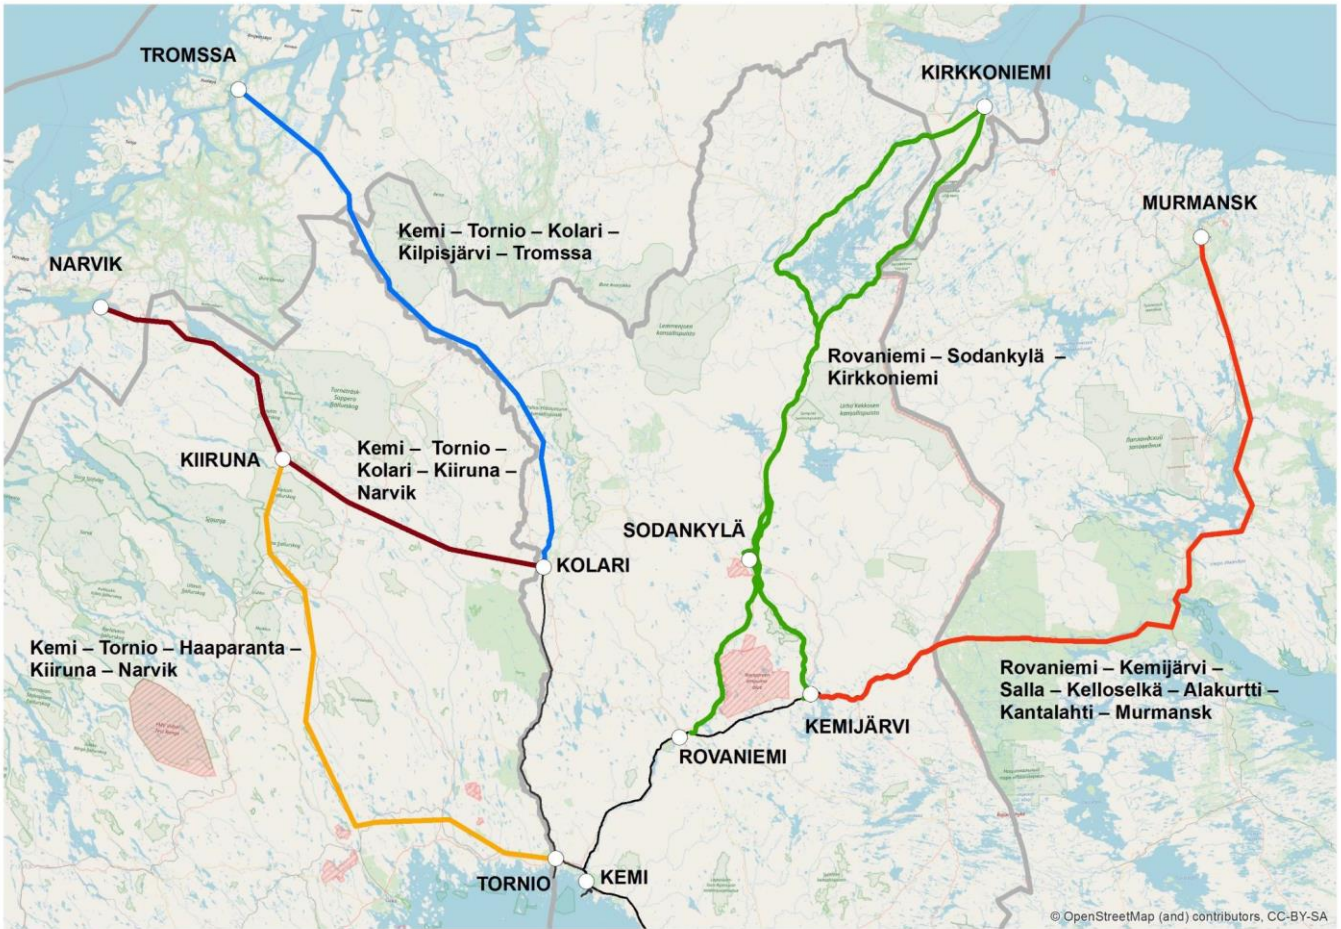 TROMSSA
KIRKKONIEMI
MURMANSK
Kemi – Tornio – Kolari –
Kilpisjärvi – Tromssa
NARVIK
Rovaniemi – Sodankylä –
Kirkkoniemi
KIIRUNA
Kemi – Tornio –
Kolari – Kiiruna –
Narvik
SODANKYLÄ
KOLARI
Kemi – Tornio – Haaparanta –
Kiiruna – Narvik
Rovaniemi – Kemijärvi –
Salla – Kelloselkä – Alakurtti –
Kantalahti – Murmansk
KEMIJÄRVI
ROVANIEMI
TORNIO
KEMI
© OpenStreetMap (and) contributors, CC-BY-SA